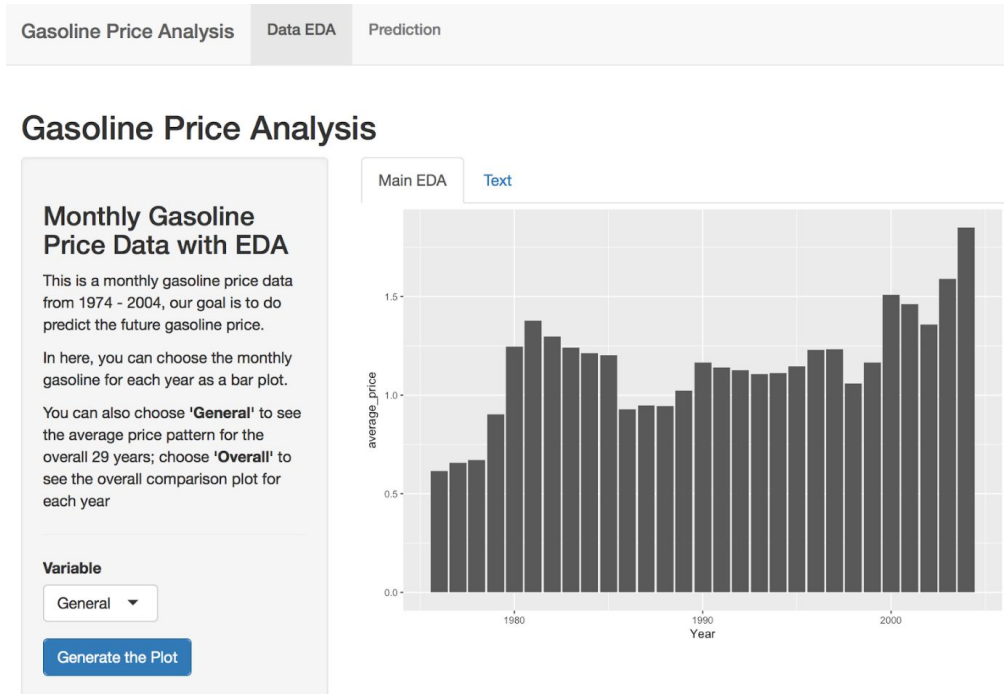 Gasoline Price Analysis Data EDA Prediction
Gasoline Price Analysis
Monthly Gasoline
Price Data with EDA
This is a monthly gasoline price data
from 1974 - 2004, our goal is to do
predict the future gasoline price.
In here, you can choose the monthly
gasoline for each year as a bar plot.
You can also choose 'General' to see
the average price pattern for the
overall 29 years; choose 'Overall' to
see the overall comparison plot for
each year
Variable
General
Generate the Plot
Main EDA Text
average_price
1.5
1.0
0.5
0.0
1980 1990 2000
Year